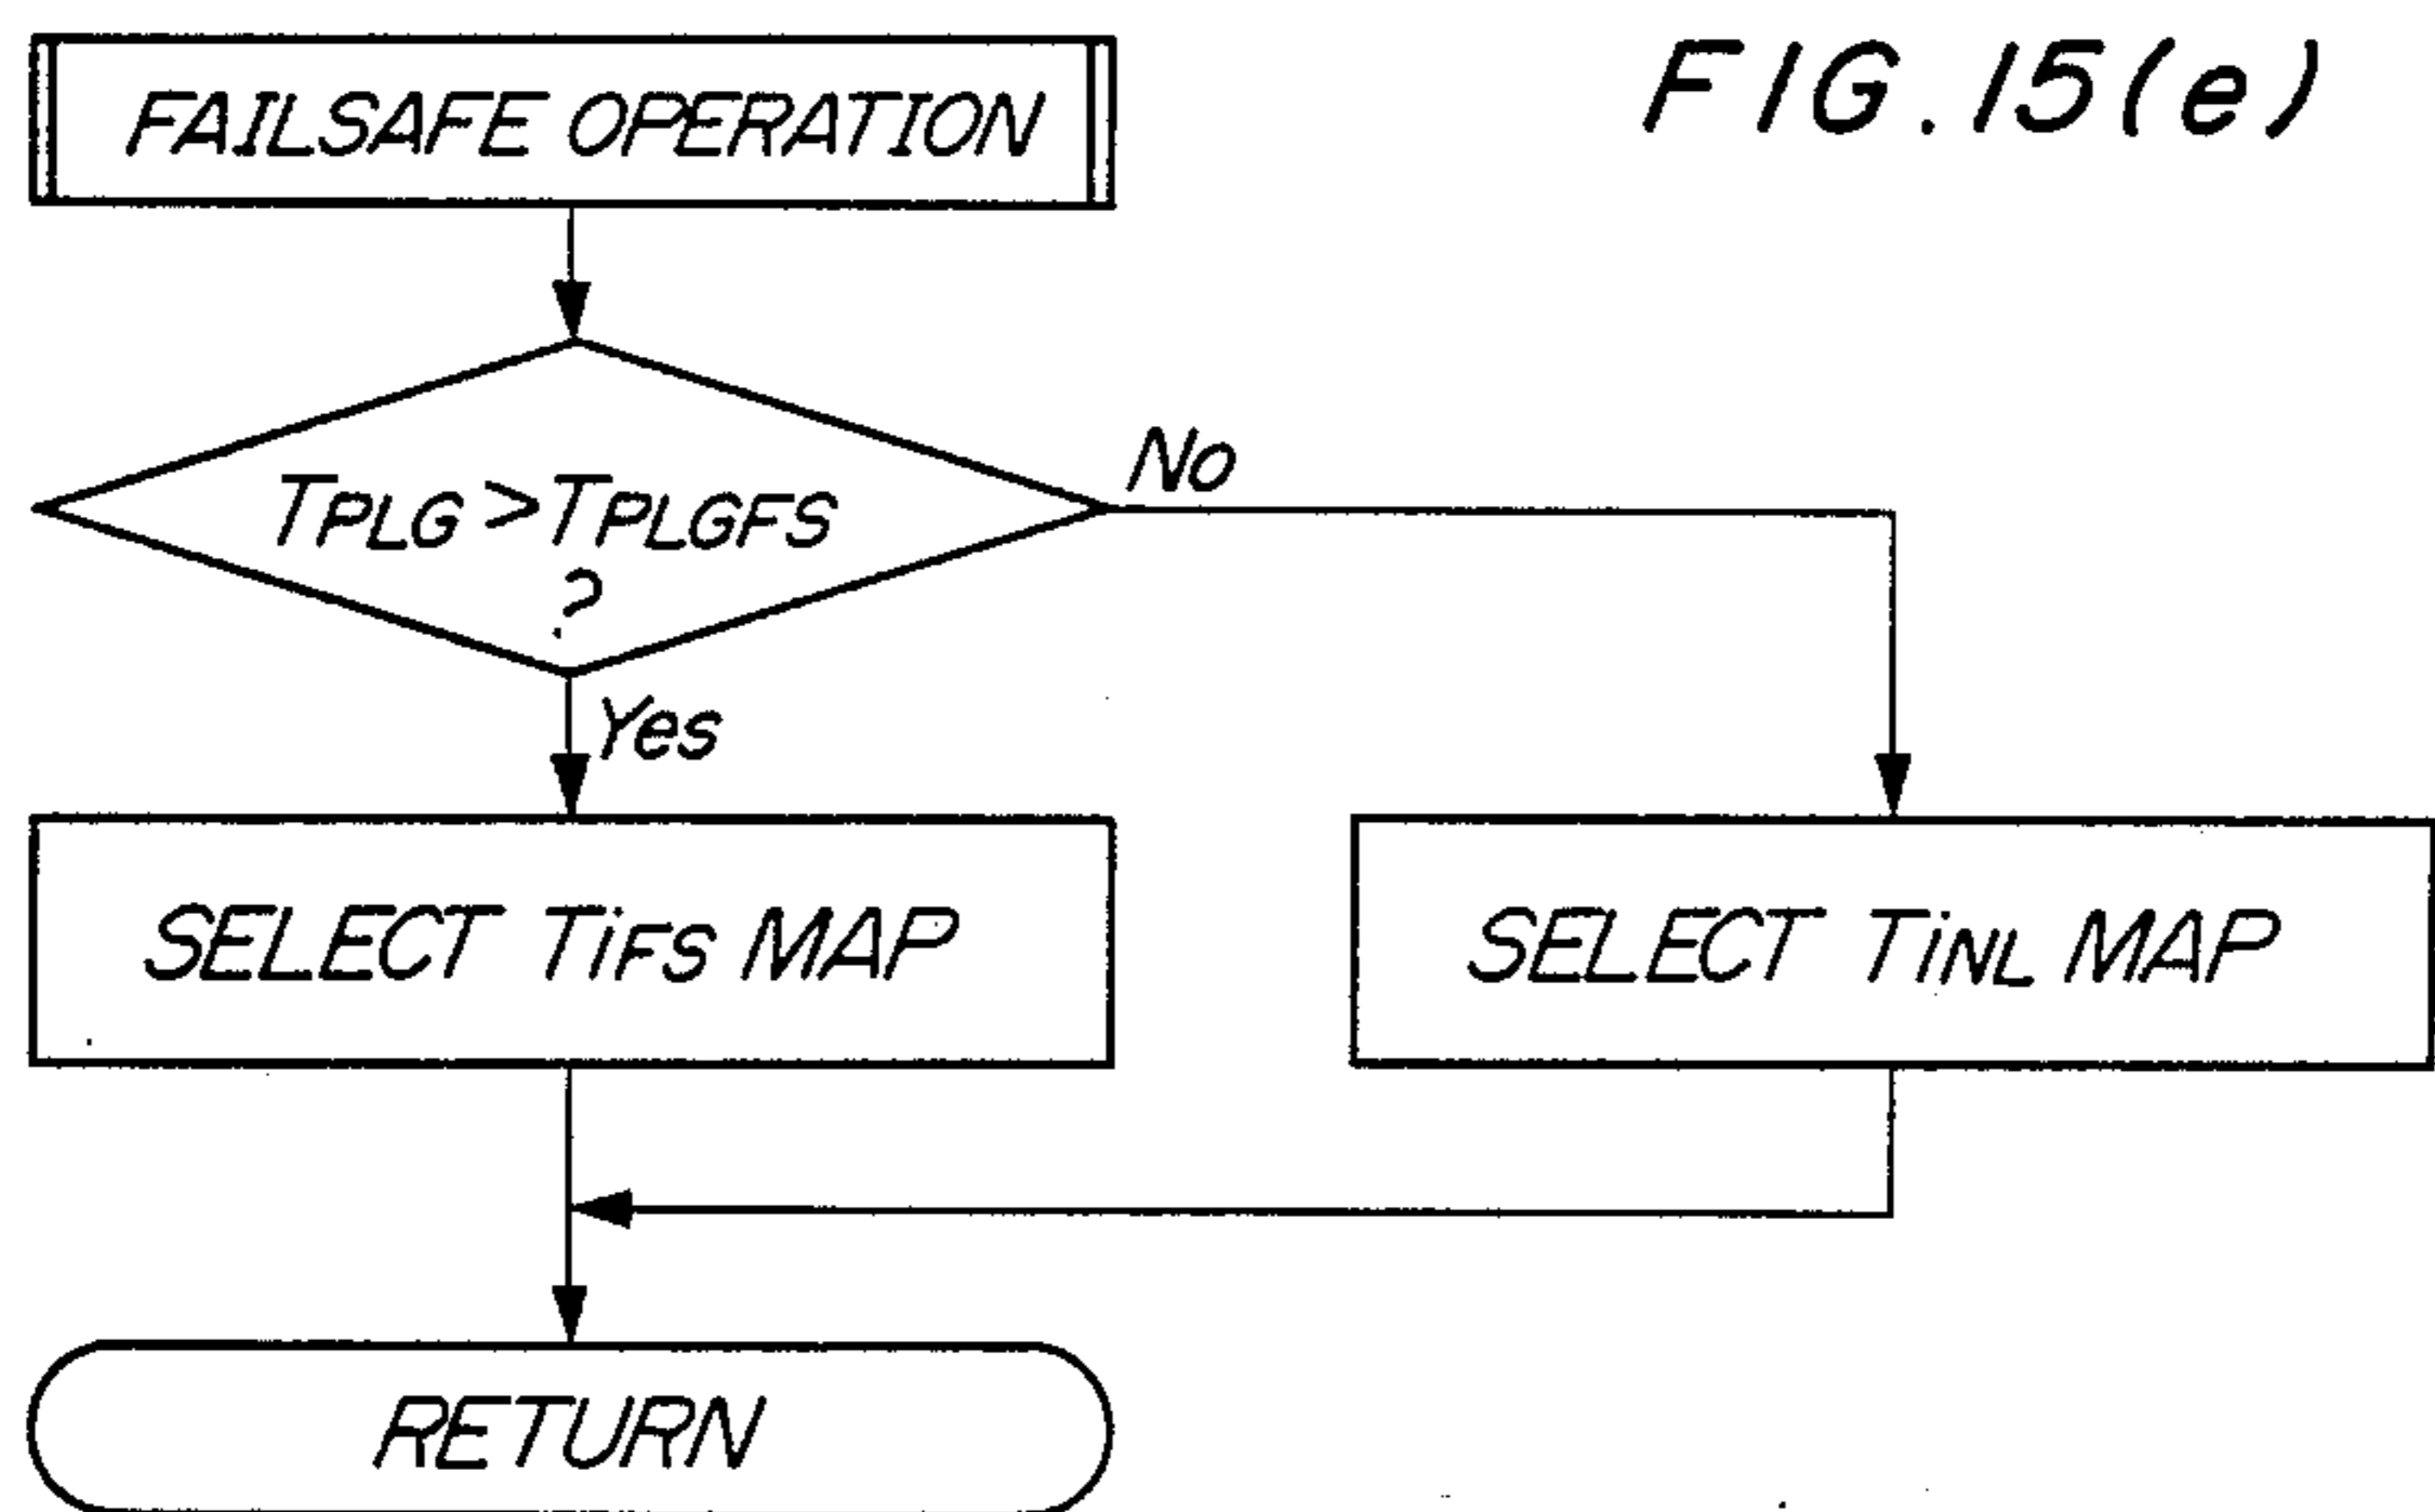 FIG. 15(e)
FAILSAFE OPERATION
TPLG > TPLGFS
?
No
Yes
SELECT TiFS MAP
SELECT TiNL MAP
RETURN